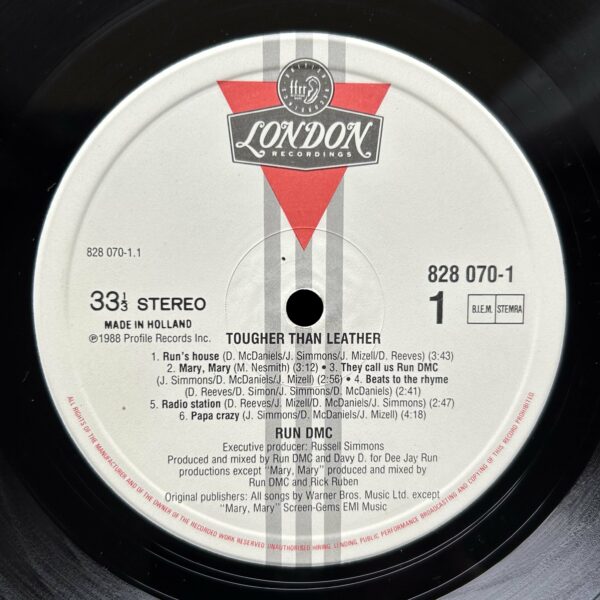 BRITISH
ffrr
RECORDINGS
LONDON
RECORDINGS
828 070-1.1
828 070-1
33⅓ STEREO
1
B.I.E.M. STEMRA
MADE IN HOLLAND
℗1988 Profile Records Inc.
TOUGHER THAN LEATHER
1. Run's house (D. McDaniels/J. Simmons/J. Mizell/D. Reeves) (3:43)
2. Mary, Mary (M. Nesmith) (3:12) • 3. They call us Run DMC
(J. Simmons/D. McDaniels/J. Mizell) (2:56) • 4. Beats to the rhyme
(D. Reeves/D. Simon/J. Simmons/D. McDaniels) (2:41)
5. Radio station (D. Reeves/J. Mizell/D. McDaniels/J. Simmons) (2:47)
6. Papa crazy (J. Simmons/D. McDaniels/J. Mizell) (4:18)
RUN DMC
Executive producer: Russell Simmons
Produced and mixed by Run DMC and Davy D. for Dee Jay Run
productions except "Mary, Mary" produced and mixed by
Run DMC and Rick Ruben
Original publishers: All songs by Warner Bros. Music Ltd. except
"Mary, Mary" Screen-Gems EMI Music
ALL RIGHTS OF THE MANUFACTURER AND OF THE OWNER OF THE RECORDED WORK RESERVED UNAUTHORISED HIRING LENDING PUBLIC PERFORMANCE BROADCASTING AND COPYING OF THIS RECORD PROHIBITED